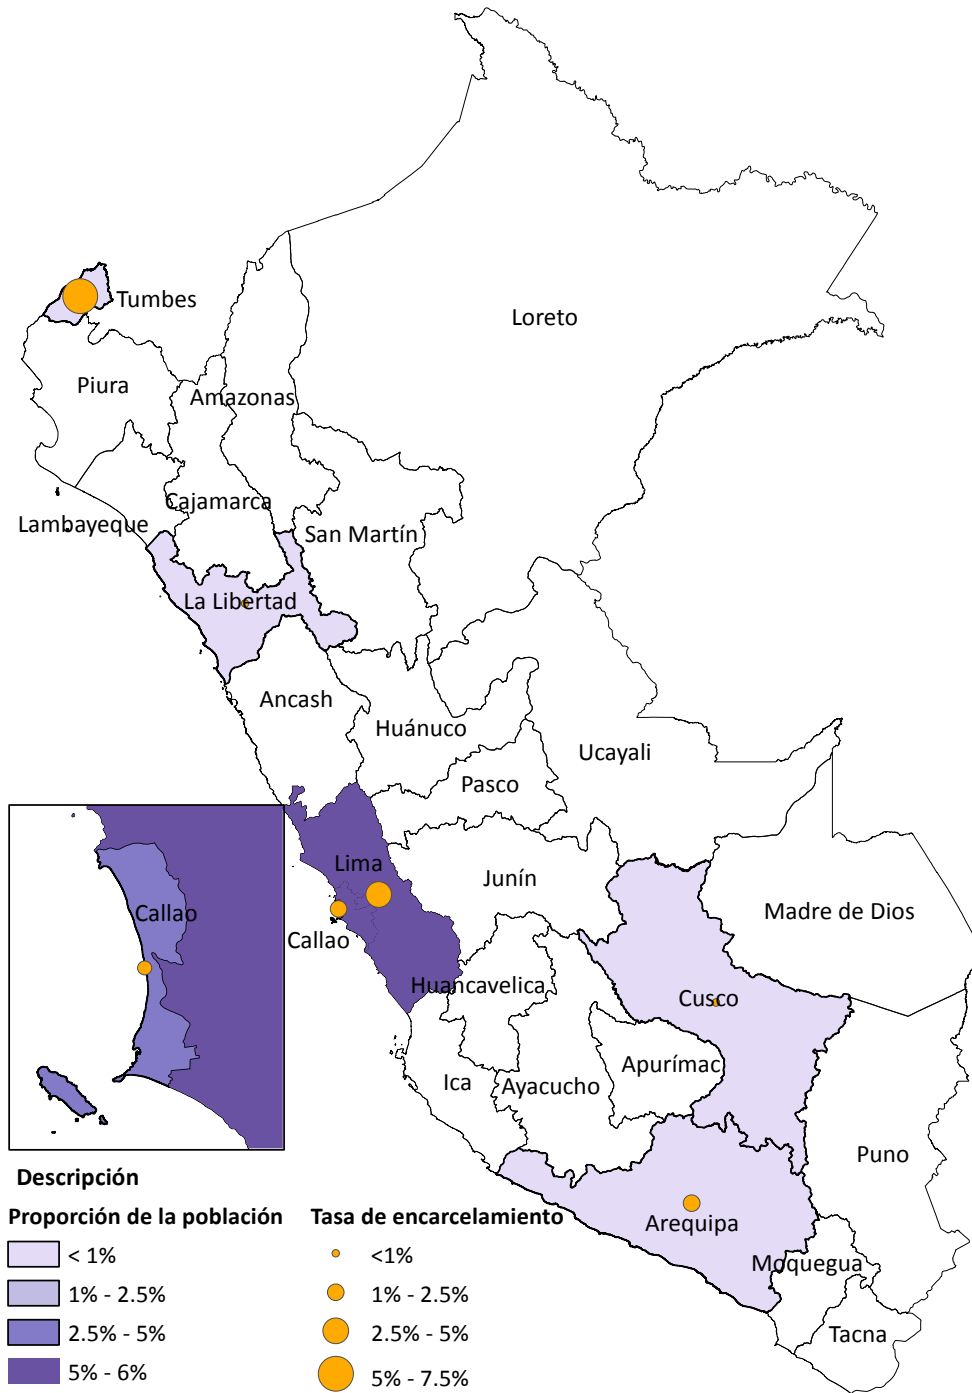 Loreto
Tumbes
Piura
Amazonas
Cajamarca
Lambayeque
San Martín
La Libertad
Ancash
Huánuco
Ucayali
Pasco
Lima
Junín
Callao
Madre de Dios
Callao
Huancavelica
Cusco
Apurímac
Ica
Ayacucho
Puno
Arequipa
Moquegua
Tacna
Descripción
Proporción de la población
< 1%
1% - 2.5%
2.5% - 5%
5% - 6%
Tasa de encarcelamiento
<1%
1% - 2.5%
2.5% - 5%
5% - 7.5%